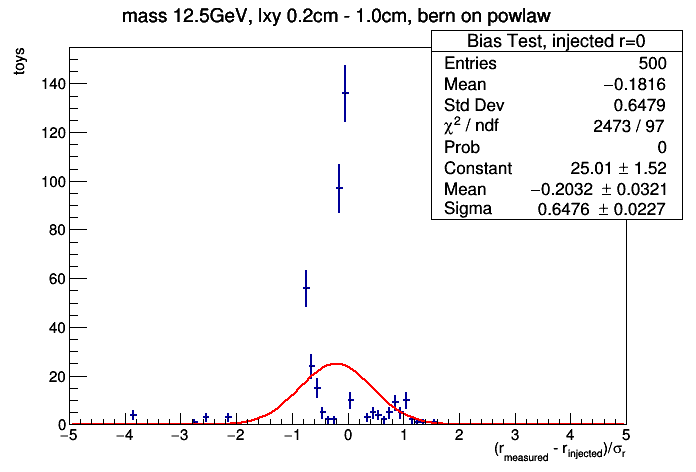 mass 12.5GeV, lxy 0.2cm - 1.0cm, bern on powlaw
Bias Test, injected r=0
Entries 500
Mean −0.1816
Std Dev 0.6479
χ² / ndf 2473 / 97
Prob 0
Constant 25.01 ± 1.52
Mean −0.2032 ± 0.0321
Sigma 0.6476 ± 0.0227
toys
140
120
100
80
60
40
20
0
−5 −4 −3 −2 −1 0 1 2 3 4 5
(r_measured - r_injected)/σ_r